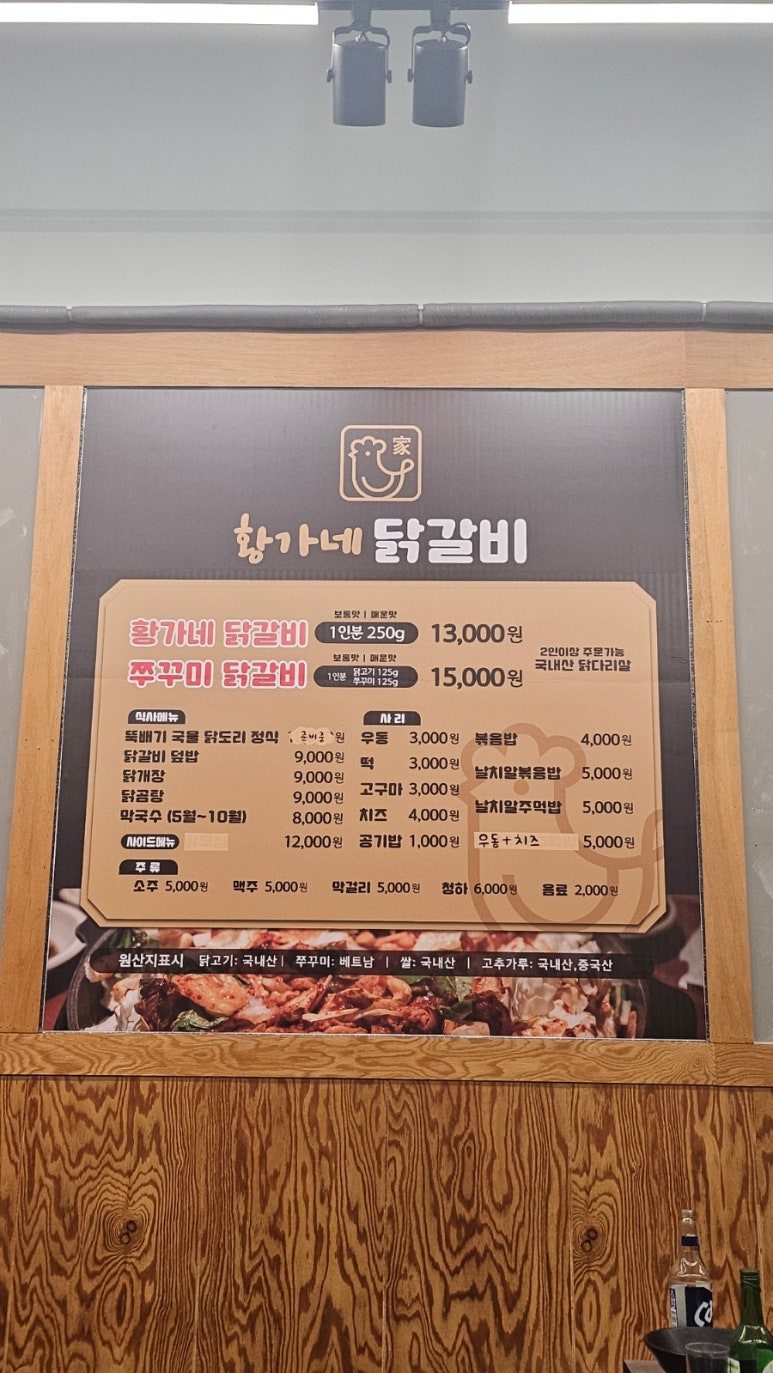 家
황가네 닭갈비
보통맛 | 매운맛
황가네 닭갈비 1인분 250g 13,000원
보통맛 | 매운맛
쭈꾸미 닭갈비 1인분 닭고기 125g 쭈꾸미 125g 15,000원
2인이상 주문가능
국내산 닭다리살
식사메뉴
뚝배기 국물 닭도리 정식 준비중 원
닭갈비 덮밥 9,000원
닭개장 9,000원
닭곰탕 9,000원
막국수 (5월~10월) 8,000원
사이드메뉴 12,000원
사 리
우동 3,000원
떡 3,000원
고구마 3,000원
치즈 4,000원
공기밥 1,000원
볶음밥 4,000원
날치알볶음밥 5,000원
날치알주먹밥 5,000원
우동+치즈 5,000원
주 류
소주 5,000원 맥주 5,000원 막걸리 5,000원 청하 6,000원 음료 2,000원
원산지표시 닭고기: 국내산 | 쭈꾸미: 베트남 | 쌀: 국내산 | 고추가루: 국내산,중국산